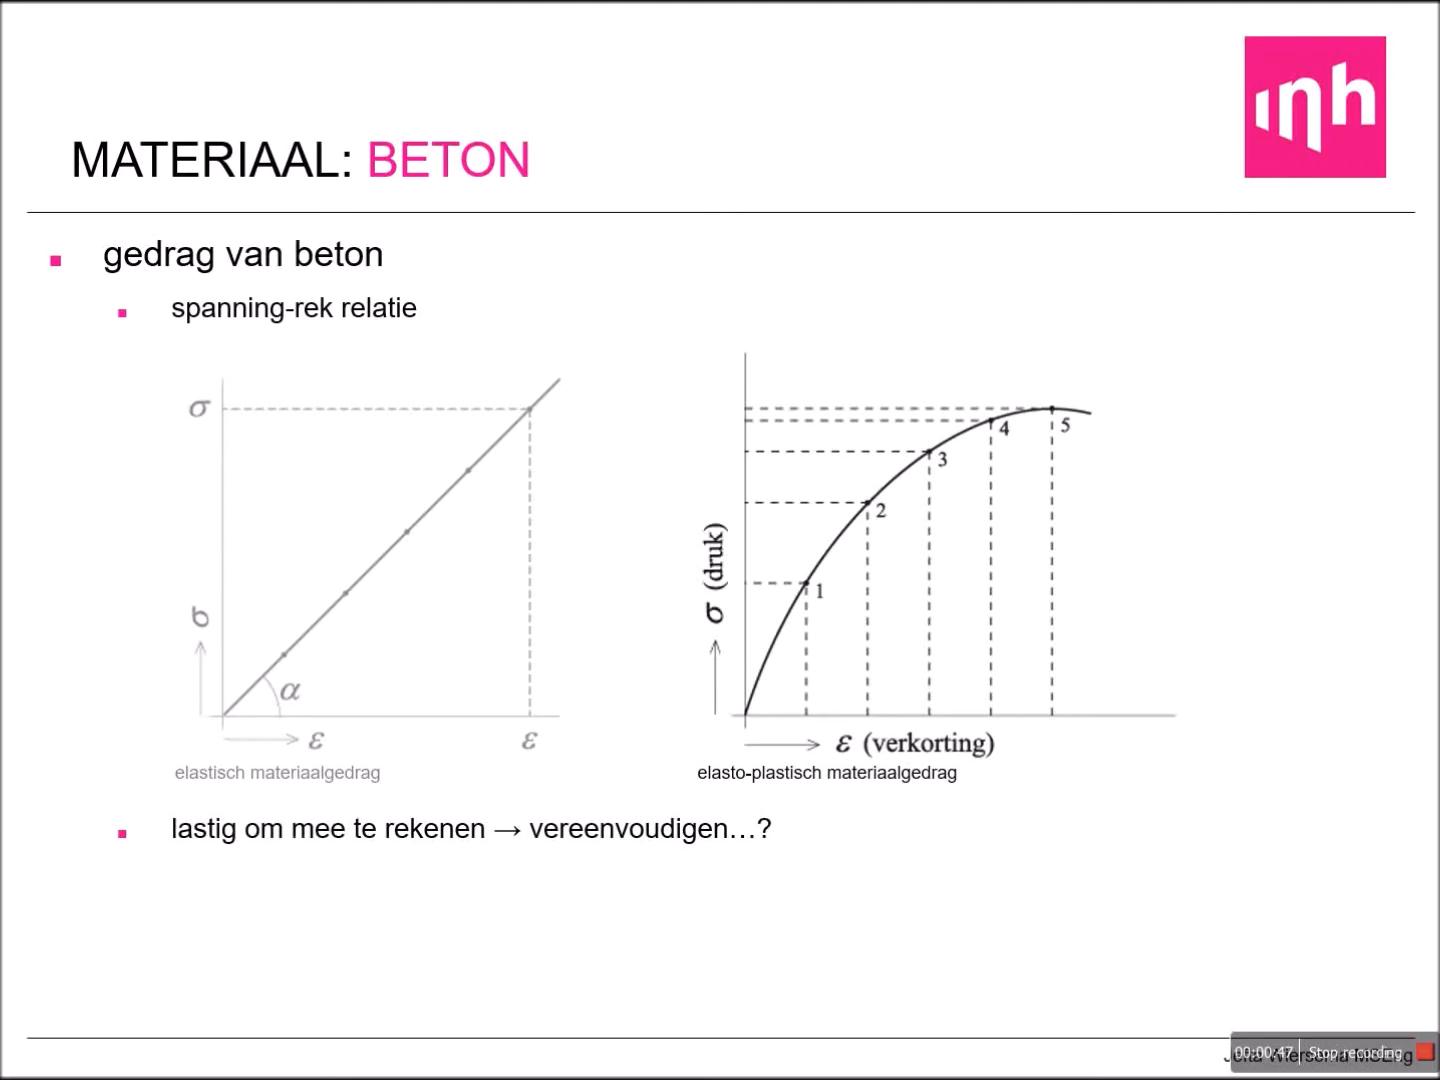 inh
MATERIAAL: BETON
gedrag van beton
spanning-rek relatie
σ
σ
α
ε
ε
elastisch materiaalgedrag
σ (druk)
1
2
3
4
5
ε (verkorting)
elasto-plastisch materiaalgedrag
lastig om mee te rekenen → vereenvoudigen…?
00:00:47 Stop recording